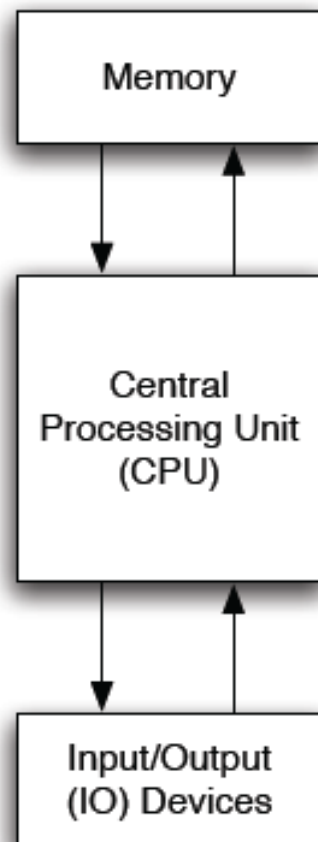 Memory
Central
Processing Unit
(CPU)
Input/Output
(IO) Devices